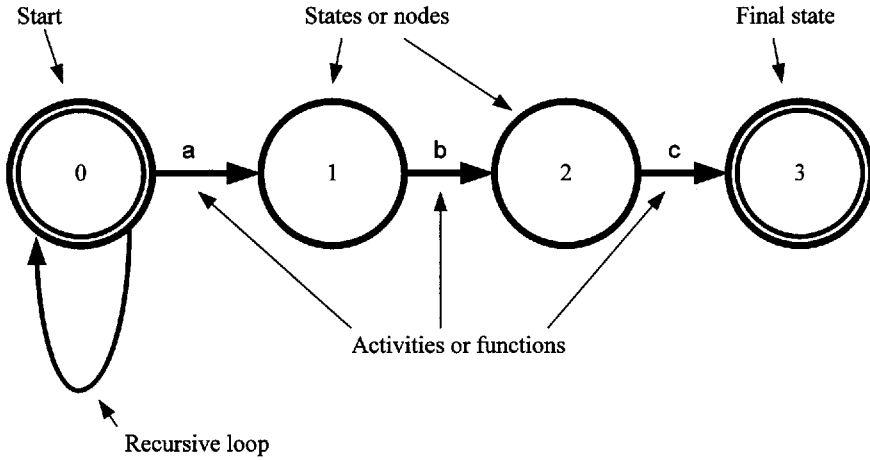 Start
States or nodes
Final state
a
b
c
0
1
2
3
Activities or functions
Recursive loop